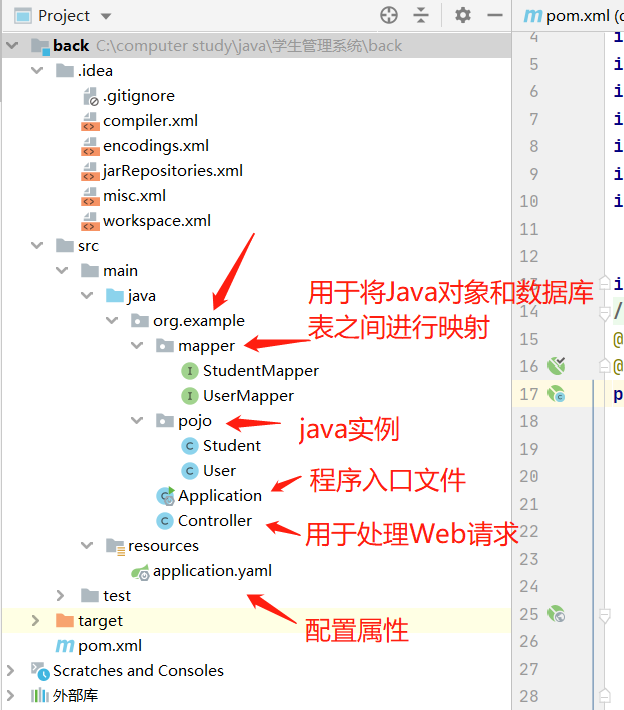 Project
pom.xml (
back C:\computer study\java\学生管理系统\back
.idea
.gitignore
compiler.xml
encodings.xml
jarRepositories.xml
misc.xml
workspace.xml
src
main
java
org.example
用于将Java对象和数据库
表之间进行映射
mapper
StudentMapper
UserMapper
pojo
java实例
Student
User
Application
程序入口文件
Controller
用于处理Web请求
resources
application.yaml
配置属性
test
target
pom.xml
Scratches and Consoles
外部库
4
5 i
6 i
7 i
8 i
9 i
10 i
11
12
i
14 /
15 @
16 @
17 p
18
19
20
21
22
23
24
25
26
27
28